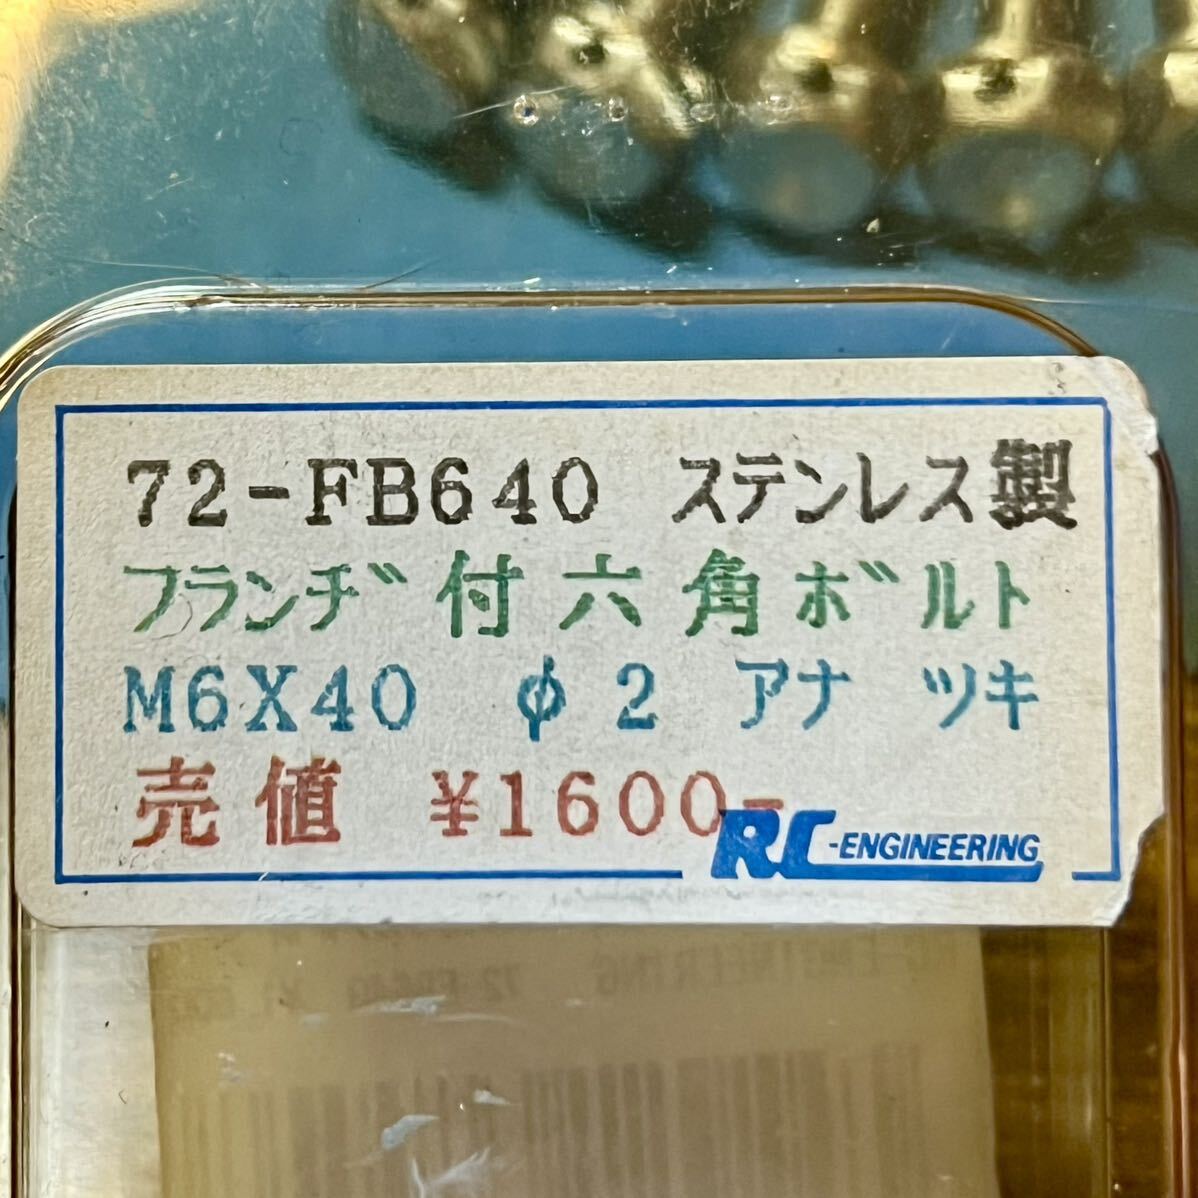 72-FB640 ステンレス製
フランヂ付六角ボルト
M6X40 φ2 アナ ツキ
売値 ¥1600-
RC-ENGINEERING